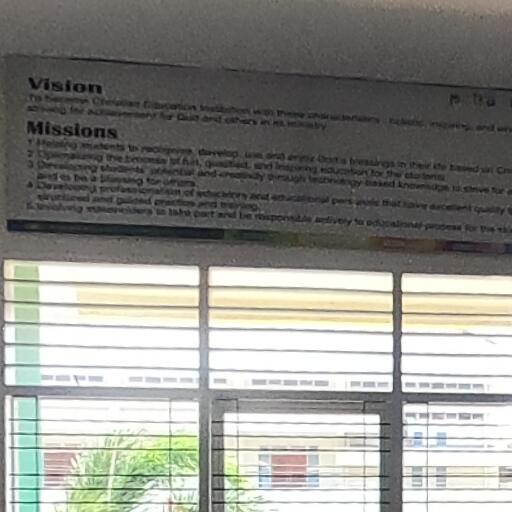 Vision
To become Christian Education Institution with these characteristics : holistic, inspiring, and
striving for achievement for God and others in its ministry
Missions
1 Helping students to recognize, develop, use and enjoy God's blessings in their life based on
2 Optimalizing the process of full, qualified, and inspiring education for the students
3 Developing students' potential and creativity through technology-based knowledge to strive for
and to be a blessing for others
4 Developing professionalism of educators and educational personnel that have excellent quality
structured and guided practice and training
5 Involving stakeholders to take part and be responsible actively to educational process for the